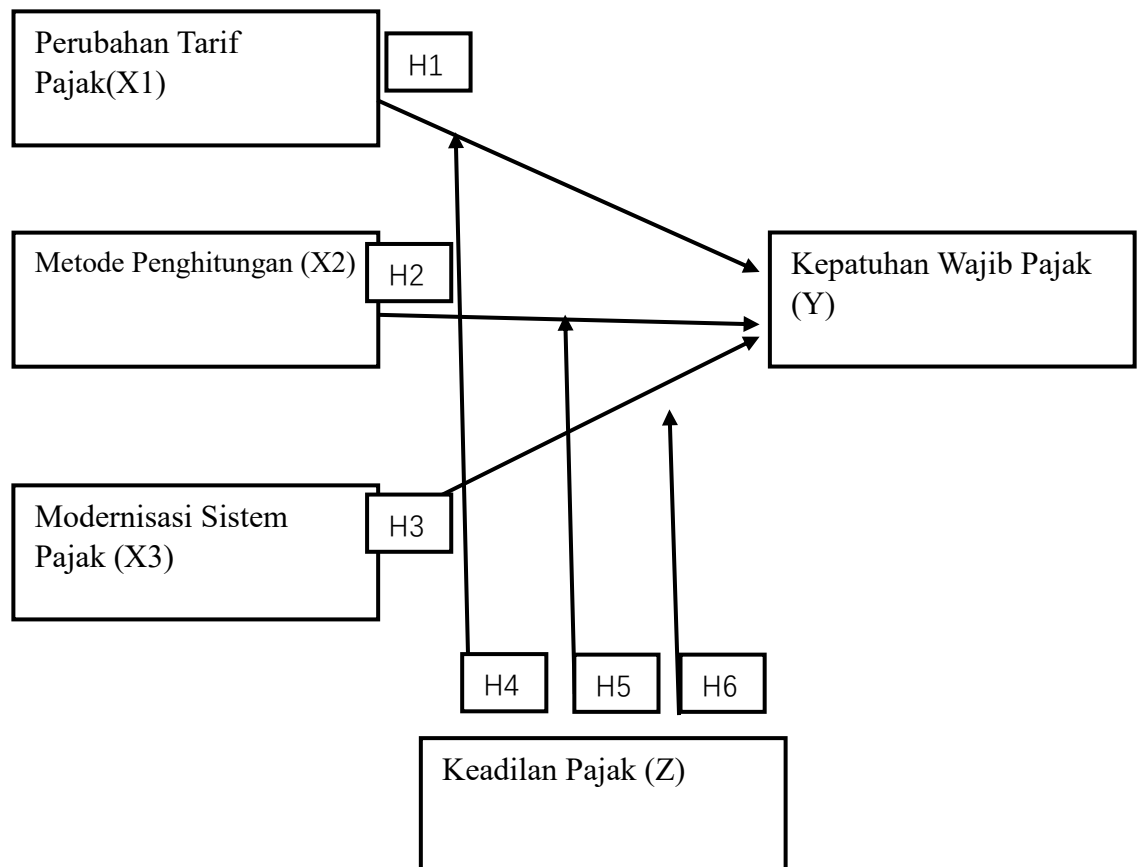 Perubahan Tarif
Pajak(X1)
H1
Metode Penghitungan (X2)
H2
Kepatuhan Wajib Pajak
(Y)
Modernisasi Sistem
Pajak (X3)
H3
H4
H5
H6
Keadilan Pajak (Z)